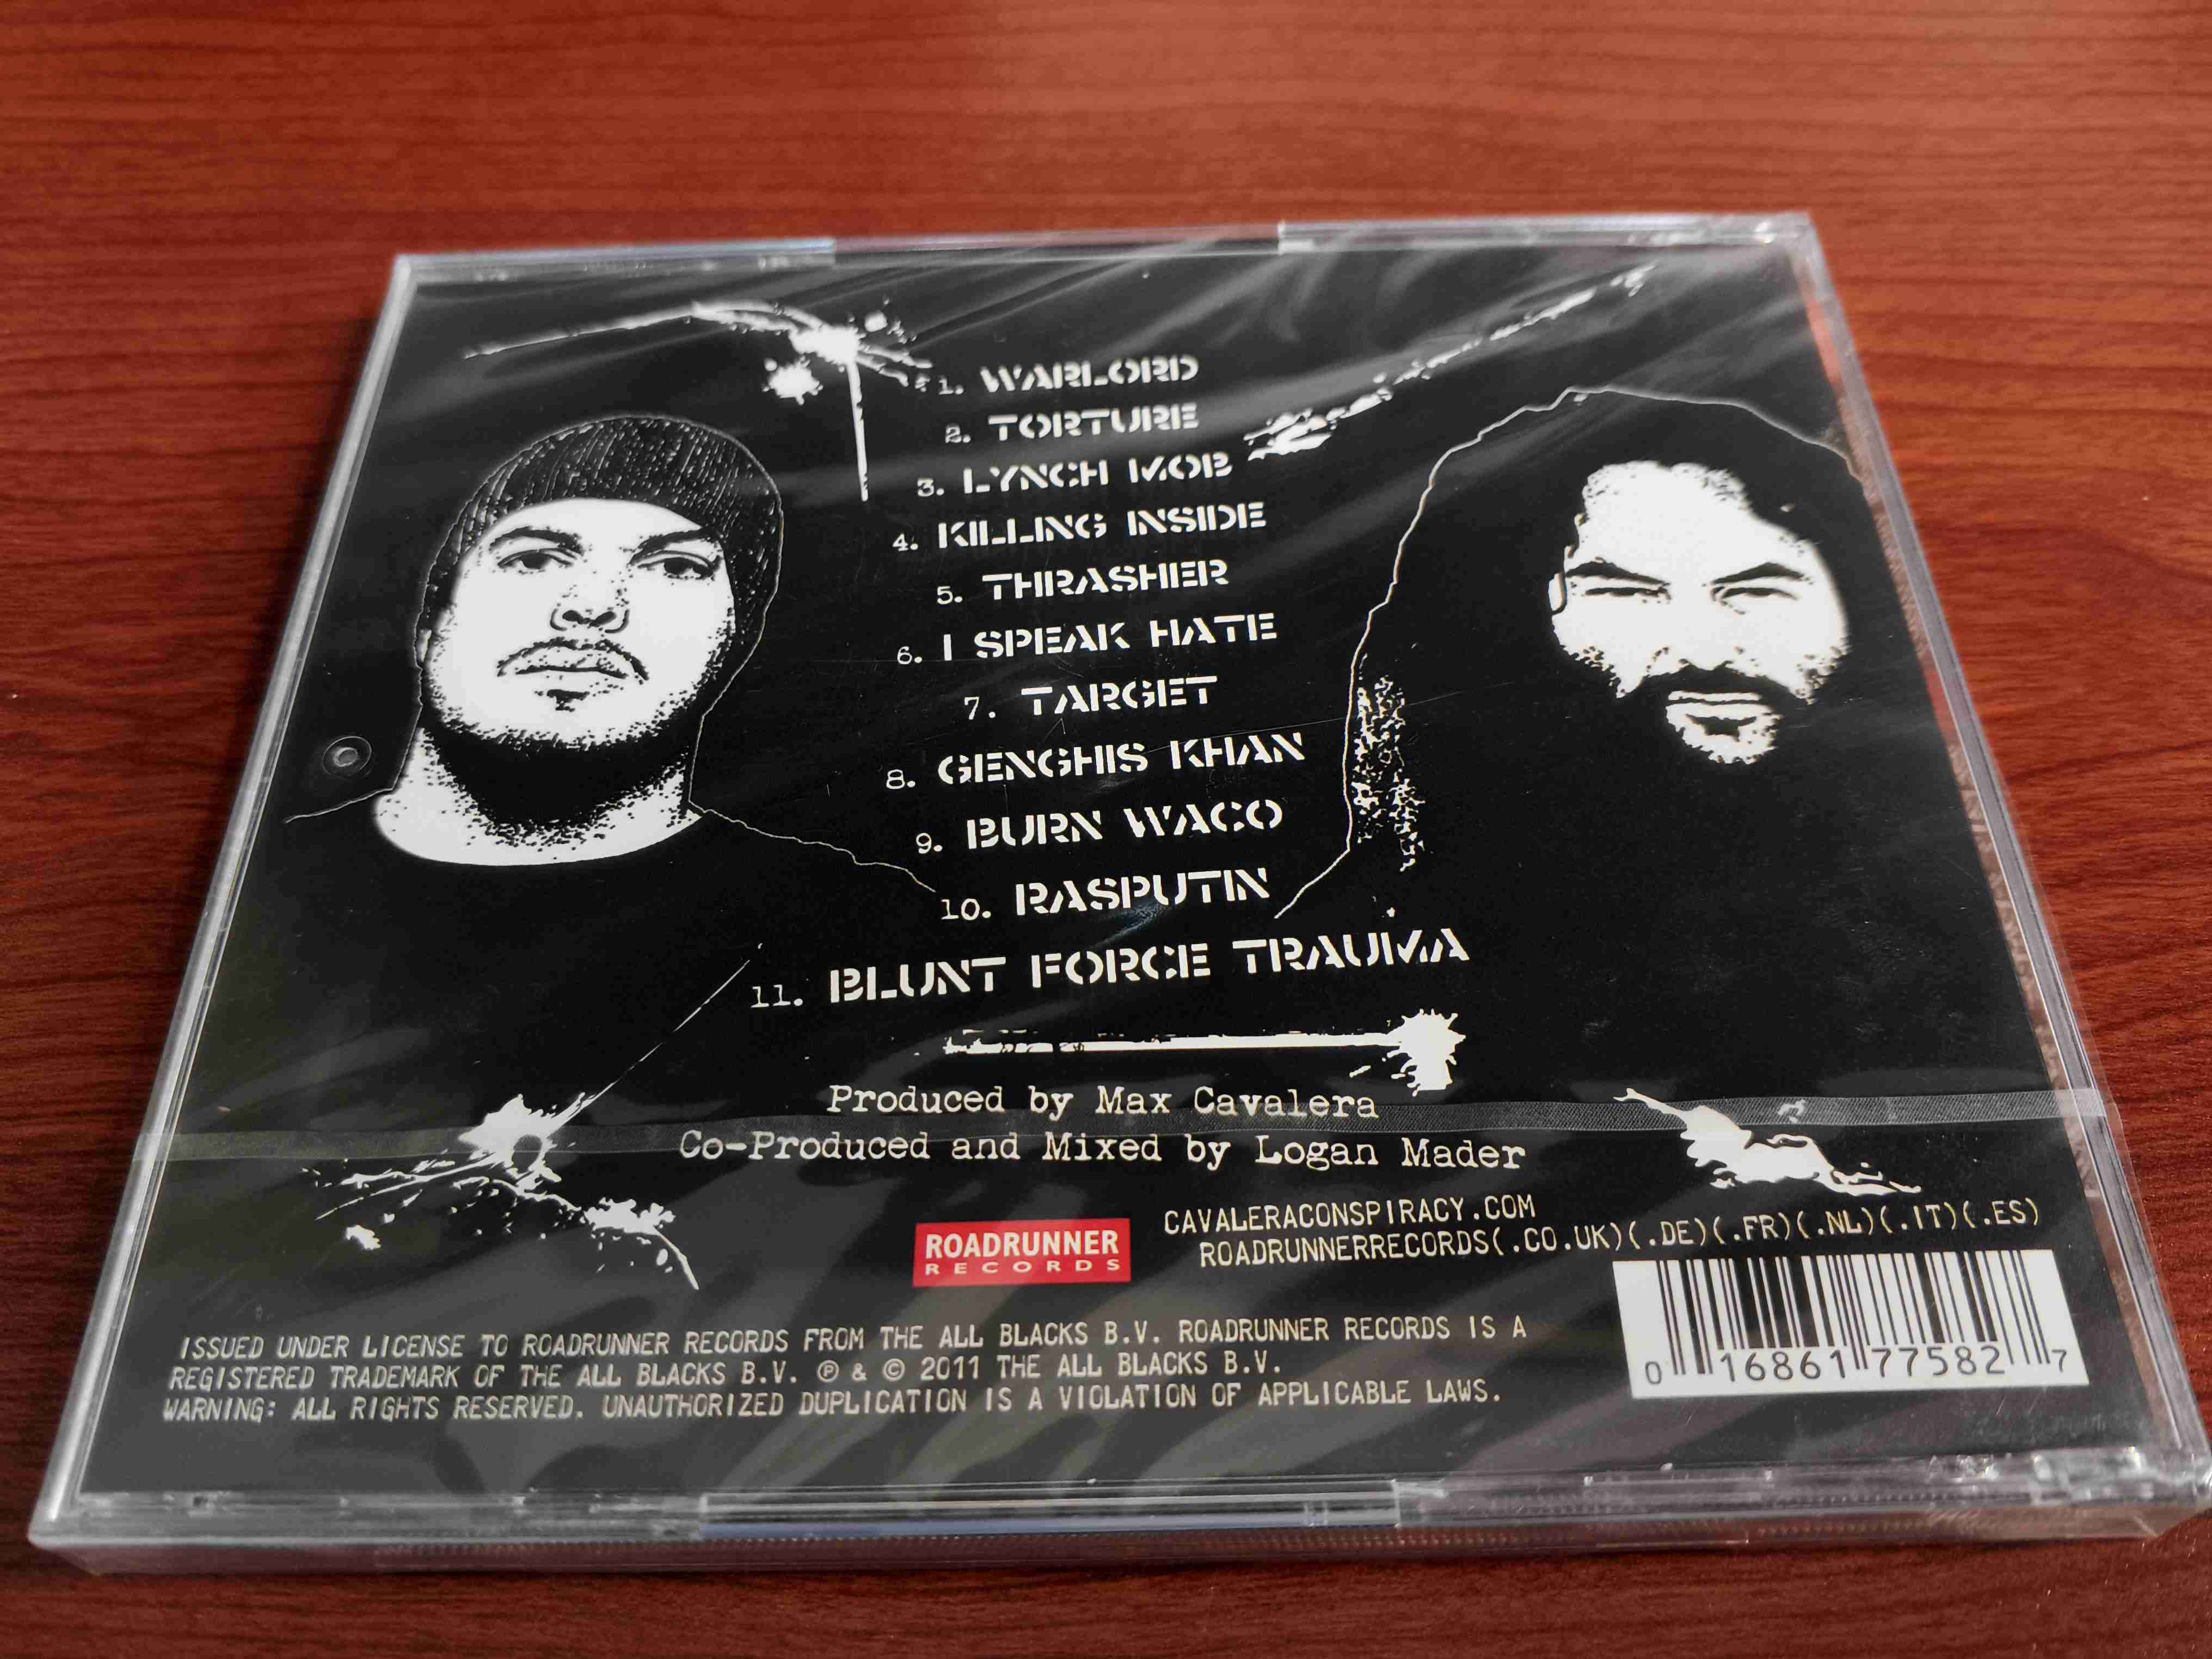 1. WARLORD
2. TORTURE
3. LYNCH MOB
4. KILLING INSIDE
5. THRASHER
6. I SPEAK HATE
7. TARGET
8. GENGHIS KHAN
9. BURN WACO
10. RASPUTIN
11. BLUNT FORCE TRAUMA
Produced by Max Cavalera
Co-Produced and Mixed by Logan Mader
ROADRUNNER
RECORDS
CAVALERACONSPIRACY.COM
ROADRUNNERRECORDS(.CO.UK)(.DE)(.FR)(.NL)(.IT)(.ES)
ISSUED UNDER LICENSE TO ROADRUNNER RECORDS FROM THE ALL BLACKS B.V. ROADRUNNER RECORDS IS A
REGISTERED TRADEMARK OF THE ALL BLACKS B.V. ℗ & © 2011 THE ALL BLACKS B.V.
WARNING: ALL RIGHTS RESERVED. UNAUTHORIZED DUPLICATION IS A VIOLATION OF APPLICABLE LAWS.
0 16861 77582 7